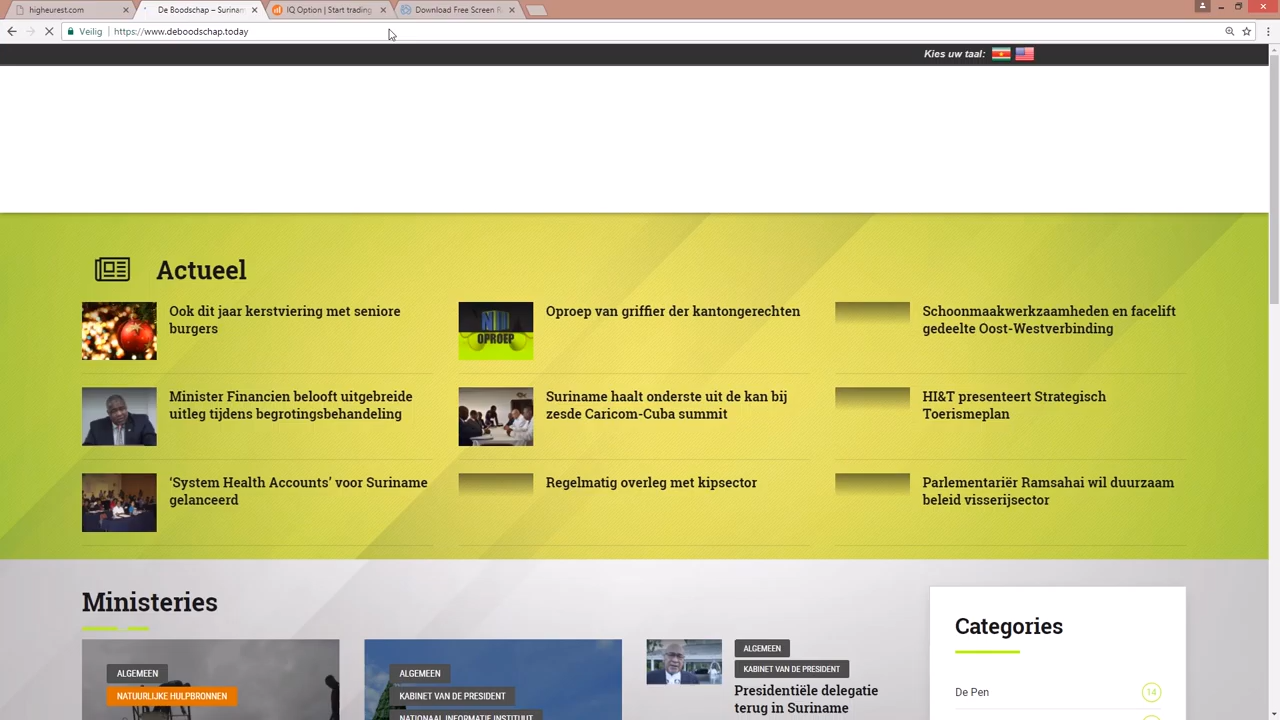 higheurest.com
De Boodschap – Surinam
IQ Option | Start trading
Download Free Screen R
Veilig
https://www.deboodschap.today
Kies uw taal:
Actueel
Ook dit jaar kerstviering met seniore
burgers
Oproep van griffier der kantongerechten
OPROEP
Schoonmaakwerkzaamheden en facelift
gedeelte Oost-Westverbinding
Minister Financien belooft uitgebreide
uitleg tijdens begrotingsbehandeling
Suriname haalt onderste uit de kan bij
zesde Caricom-Cuba summit
HI&T presenteert Strategisch
Toerismeplan
‘System Health Accounts’ voor Suriname
gelanceerd
Regelmatig overleg met kipsector
Parlementariër Ramsahai wil duurzaam
beleid visserijsector
Ministeries
ALGEMEEN
NATUURLIJKE HULPBRONNEN
ALGEMEEN
KABINET VAN DE PRESIDENT
NATIONAAL INFORMATIE INSTITUUT
ALGEMEEN
KABINET VAN DE PRESIDENT
Presidentiële delegatie
terug in Suriname
Categories
De Pen
14